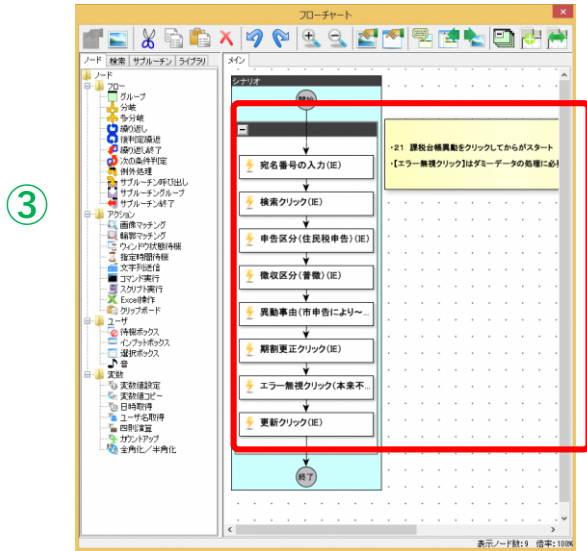 フローチャート
③
ノード 検索 サブルーチン ライブラリ
ノード
フロー
グループ
分岐
多分岐
繰り返し
後判定繰返
繰り返し終了
次の条件判定
例外処理
サブルーチン呼び出し
サブルーチングループ
サブルーチン終了
アクション
画像マッチング
輪郭マッチング
ウィンドウ状態待機
指定時間待機
文字列送信
コマンド実行
スクリプト実行
Excel操作
クリップボード
ユーザ
待機ボックス
インプットボックス
選択ボックス
音
変数
変数値設定
変数値コピー
日時取得
ユーザ名取得
四則演算
カウントアップ
全角化/半角化
メイン
シナリオ
開始
宛名番号の入力(IE)
検索クリック(IE)
申告区分(住民税申告)(IE)
徴収区分(普徴)(IE)
異動事由(市申告により～...
期割更正クリック(IE)
エラー無視クリック(本来不...
更新クリック(IE)
終了
・21 課税台帳異動をクリックしてからがスタート
・【エラー無視クリック】はダミーデータの処理に必
表示ノード数:9 倍率:100%